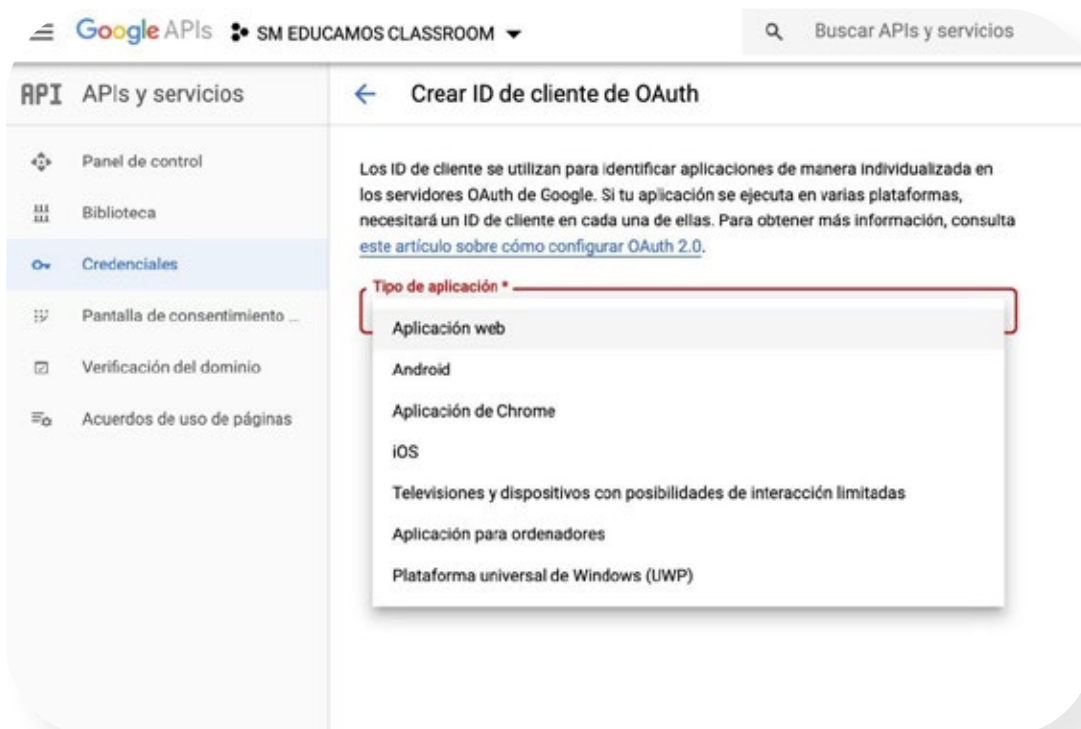 Google APIs SM EDUCAMOS CLASSROOM Buscar APIs y servicios
API APIs y servicios
Crear ID de cliente de OAuth
Panel de control
Biblioteca
Credenciales
Pantalla de consentimiento ...
Verificación del dominio
Acuerdos de uso de páginas
Los ID de cliente se utilizan para identificar aplicaciones de manera individualizada en
los servidores OAuth de Google. Si tu aplicación se ejecuta en varias plataformas,
necesitará un ID de cliente en cada una de ellas. Para obtener más información, consulta
este artículo sobre cómo configurar OAuth 2.0.
Tipo de aplicación *
Aplicación web
Android
Aplicación de Chrome
iOS
Televisiones y dispositivos con posibilidades de interacción limitadas
Aplicación para ordenadores
Plataforma universal de Windows (UWP)